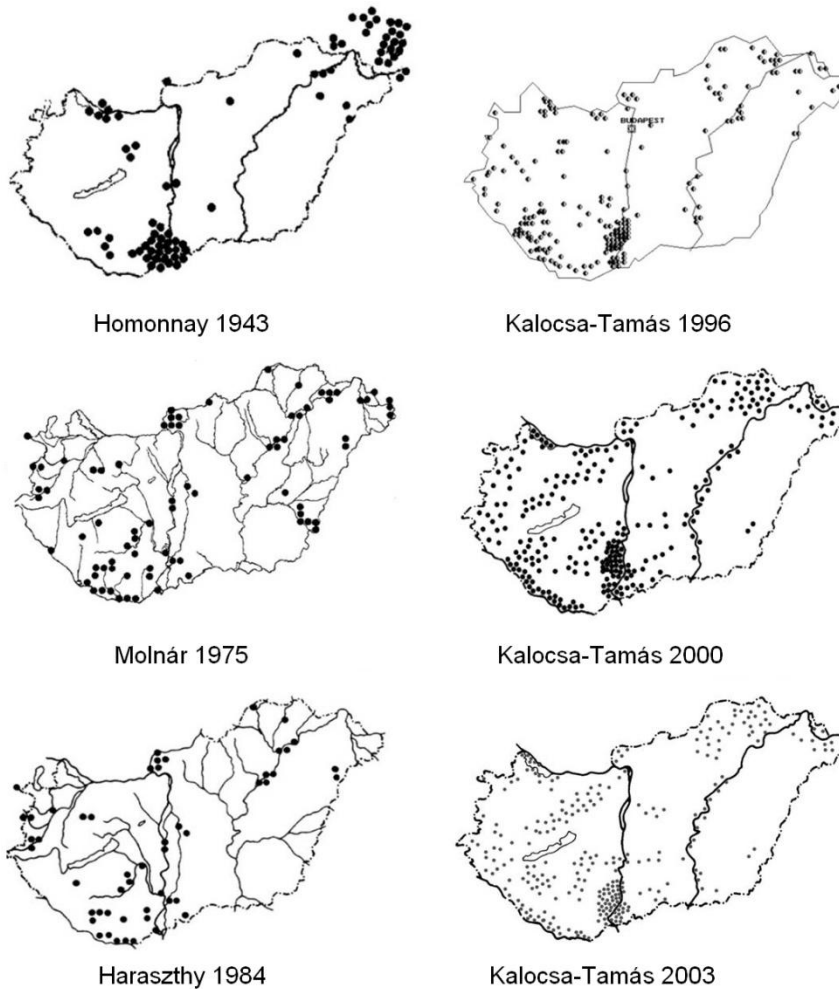 BUDAPEST
Homonnay 1943
Kalocsa-Tamás 1996
Molnár 1975
Kalocsa-Tamás 2000
Haraszthy 1984
Kalocsa-Tamás 2003